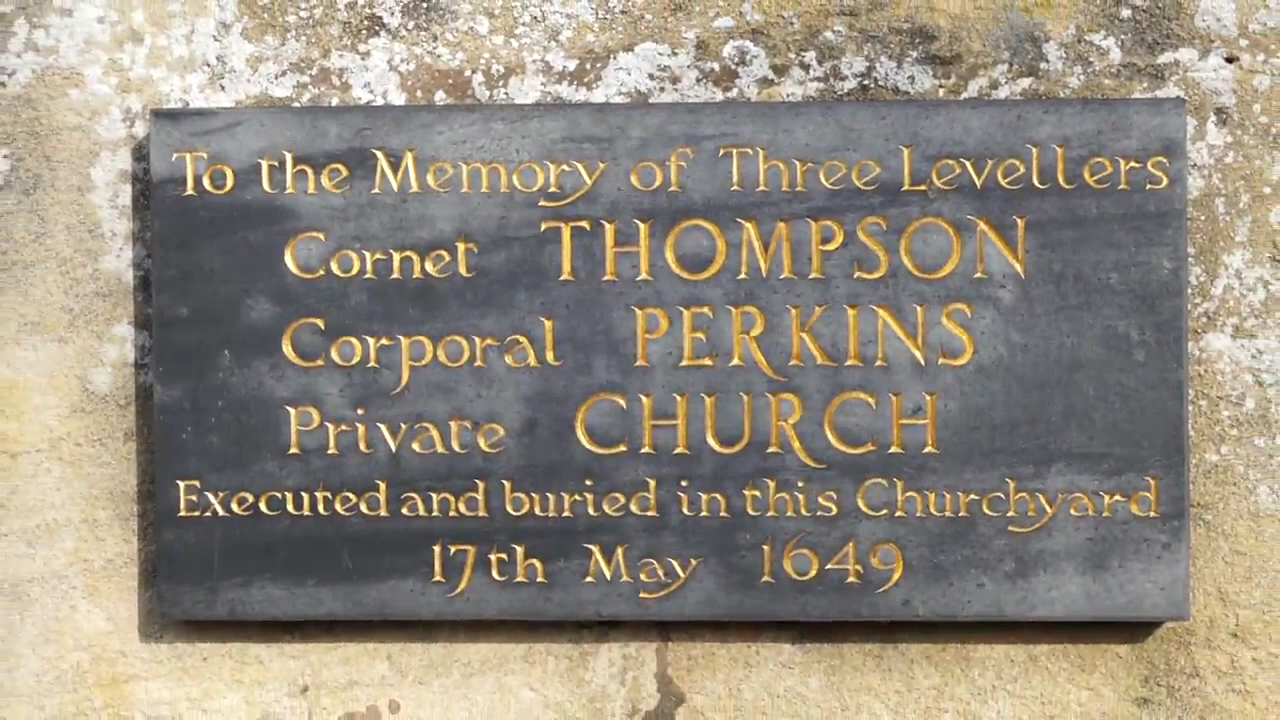 To the Memory of Three Levellers
Cornet THOMPSON
Corporal PERKINS
Private CHURCH
Executed and buried in this Churchyard
17th May 1649